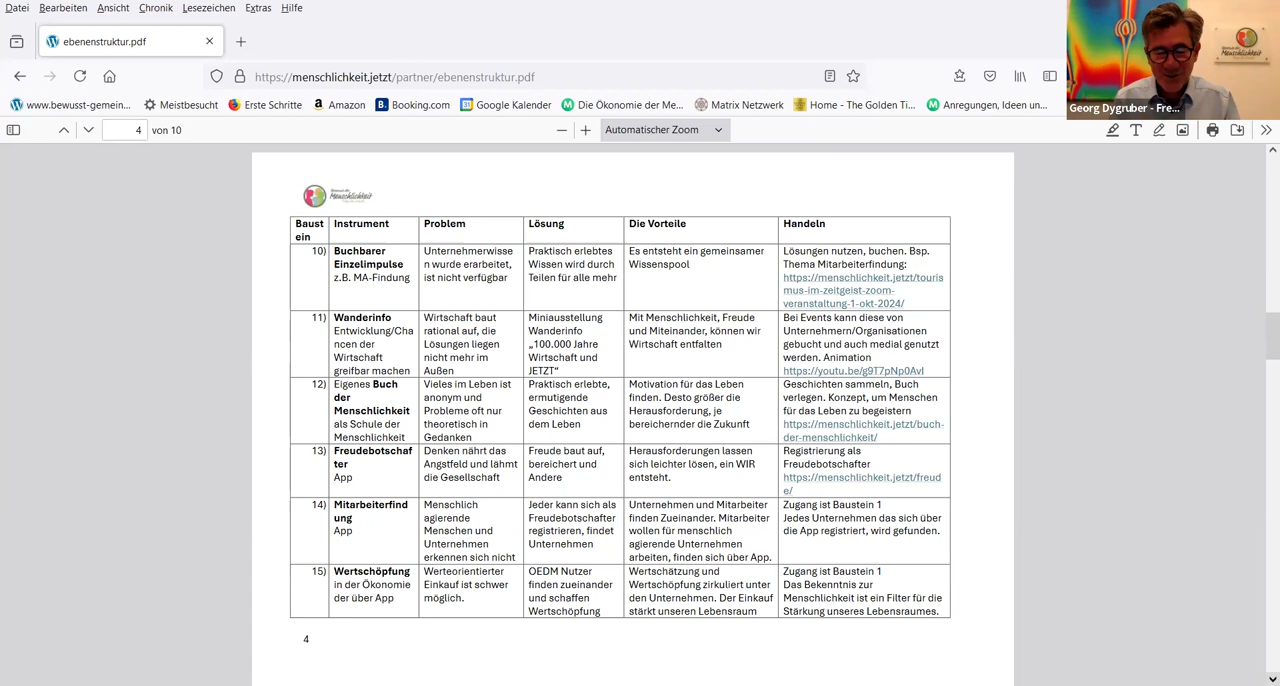 Datei Bearbeiten Ansicht Chronik Lesezeichen Extras Hilfe
ebenenstruktur.pdf
https://menschlichkeit.jetzt/partner/ebenenstruktur.pdf
www.bewusst-gemein... Meistbesucht Erste Schritte Amazon Booking.com Google Kalender Die Ökonomie der Me... Matrix Netzwerk Home - The Golden Ti... Anregungen, Ideen un...
Georg Dygruber - Fre...
4 von 10 Automatischer Zoom
Menschlichkeit
Baust
ein
Instrument
Problem
Lösung
Die Vorteile
Handeln
10)
Buchbarer
Einzelimpulse
z.B. MA-Findung
Unternehmerwisse
n wurde erarbeitet,
ist nicht verfügbar
Praktisch erlebtes
Wissen wird durch
Teilen für alle mehr
Es entsteht ein gemeinsamer
Wissenspool
Lösungen nutzen, buchen. Bsp.
Thema Mitarbeiterfindung:
https://menschlichkeit.jetzt/touris
mus-im-zeitgeist-zoom-
veranstaltung-1-okt-2024/
11)
Wanderinfo
Entwicklung/Cha
ncen der
Wirtschaft
greifbar machen
Wirtschaft baut
rational auf, die
Lösungen liegen
nicht mehr im
Außen
Miniausstellung
Wanderinfo
„100.000 Jahre
Wirtschaft und
JETZT“
Mit Menschlichkeit, Freude
und Miteinander, können wir
Wirtschaft entfalten
Bei Events kann diese von
Unternehmern/Organisationen
gebucht und auch medial genutzt
werden. Animation
https://youtu.be/g9T7pNp0AvI
12)
Eigenes Buch
der
Menschlichkeit
als Schule der
Menschlichkeit
Vieles im Leben ist
anonym und
Probleme oft nur
theoretisch in
Gedanken
Praktisch erlebte,
ermutigende
Geschichten aus
dem Leben
Motivation für das Leben
finden. Desto größer die
Herausforderung, je
bereichernder die Zukunft
Geschichten sammeln, Buch
verlegen. Konzept, um Menschen
für das Leben zu begeistern
https://menschlichkeit.jetzt/buch-
der-menschlichkeit/
13)
Freudebotschaf
ter
App
Denken nährt das
Angstfeld und lähmt
die Gesellschaft
Freude baut auf,
bereichert und
Andere
Herausforderungen lassen
sich leichter lösen, ein WIR
entsteht.
Registrierung als
Freudebotschafter
https://menschlichkeit.jetzt/freud
e/
14)
Mitarbeiterfind
ung
App
Menschlich
agierende
Menschen und
Unternehmen
erkennen sich nicht
Jeder kann sich als
Freudebotschafter
registrieren, findet
Unternehmen
Unternehmen und Mitarbeiter
finden Zueinander. Mitarbeiter
wollen für menschlich
agierende Unternehmen
arbeiten, finden sich über App.
Zugang ist Baustein 1
Jedes Unternehmen das sich über
die App registriert, wird gefunden.
15)
Wertschöpfung
in der Ökonomie
der über App
Werteorientierter
Einkauf ist schwer
möglich.
OEDM Nutzer
finden zueinander
und schaffen
Wertschöpfung
Wertschätzung und
Wertschöpfung zirkuliert unter
den Unternehmen. Der Einkauf
stärkt unseren Lebensraum
Zugang ist Baustein 1
Das Bekenntnis zur
Menschlichkeit ist ein Filter für die
Stärkung unseres Lebensraumes.
4